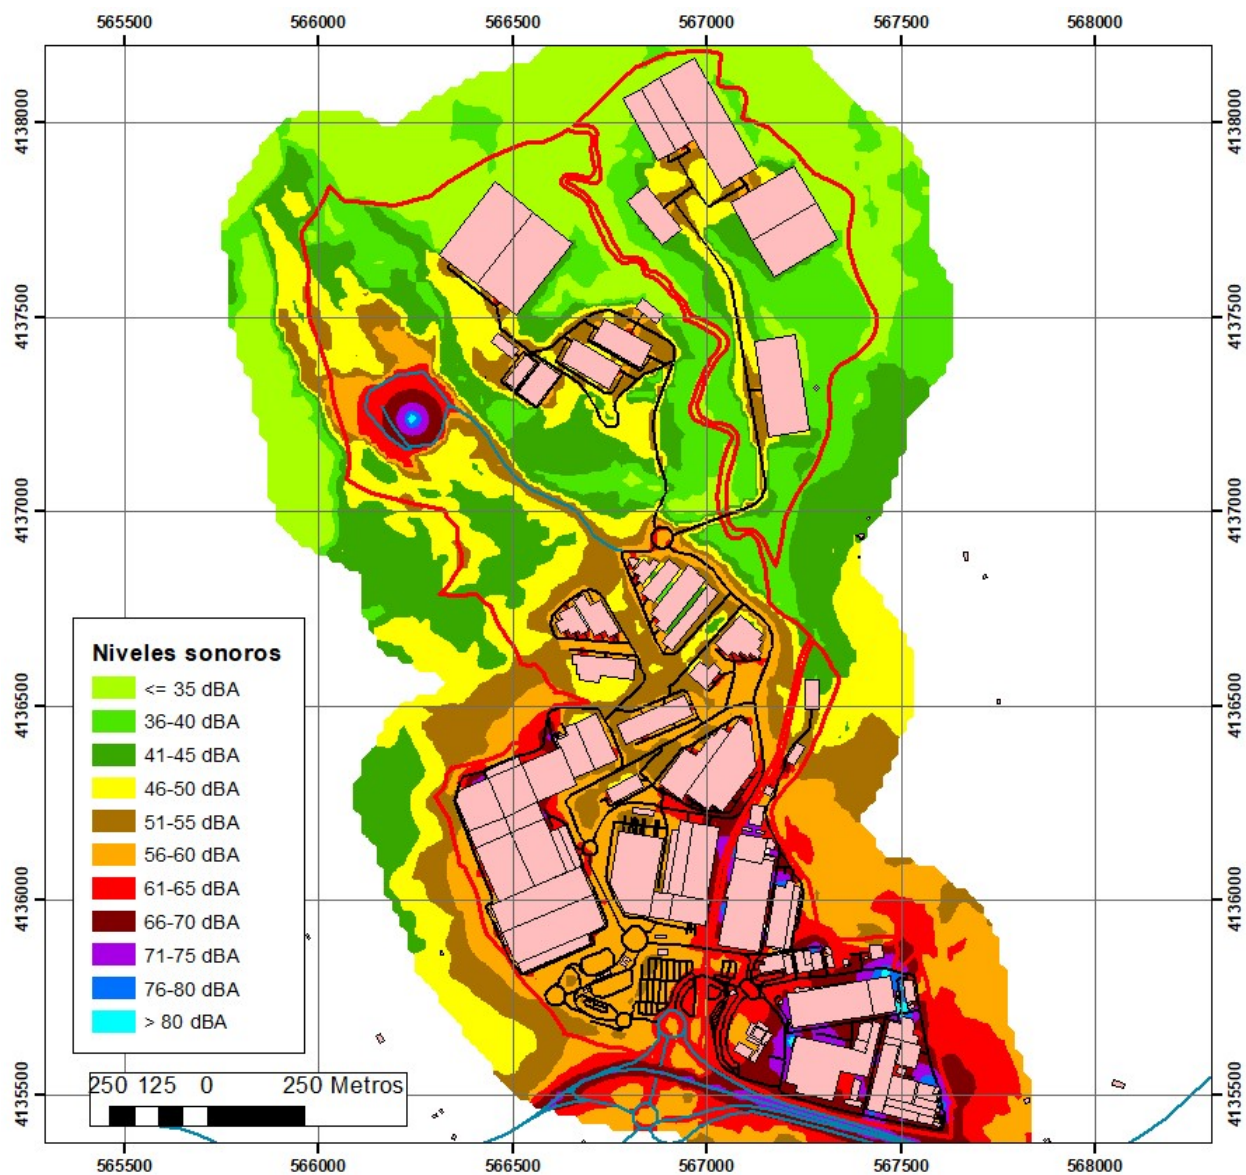 565500 566000 566500 567000 567500 568000
4138000 4138000
4137500 4137500
4137000 4137000
4136500 4136500
4136000 4136000
4135500 4135500
Niveles sonoros
<= 35 dBA
36-40 dBA
41-45 dBA
46-50 dBA
51-55 dBA
56-60 dBA
61-65 dBA
66-70 dBA
71-75 dBA
76-80 dBA
> 80 dBA
250 125 0 250 Metros
565500 566000 566500 567000 567500 568000